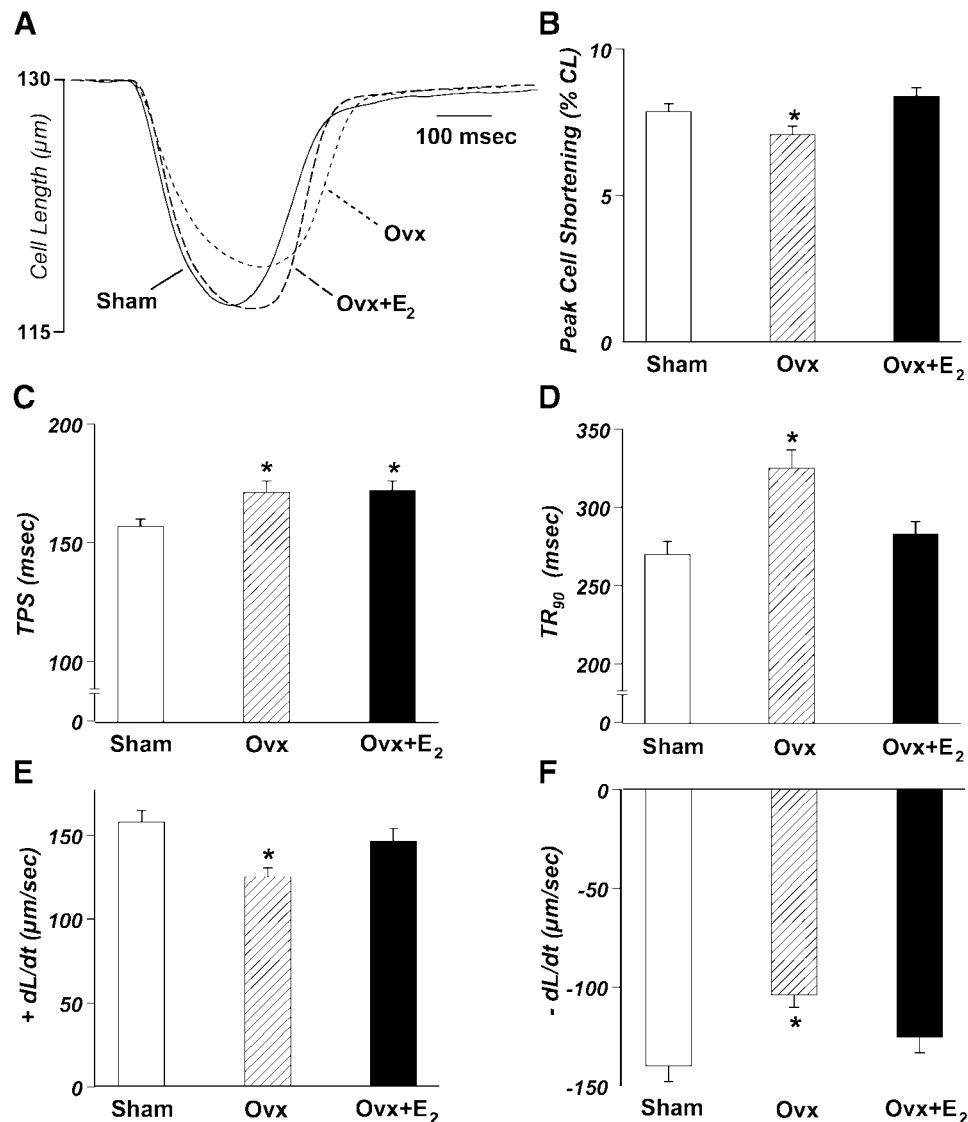 A
130
Cell Length (µm)
115
100 msec
Sham
Ovx
Ovx+E2
B
Peak Cell Shortening (% CL)
10
5
0
*
Sham Ovx Ovx+E2
C
TPS (msec)
200
150
100
0
* *
Sham Ovx Ovx+E2
D
TR90 (msec)
350
300
250
200
0
*
Sham Ovx Ovx+E2
E
+ dL/dt (µm/sec)
150
100
50
0
*
Sham Ovx Ovx+E2
F
- dL/dt (µm/sec)
0
-50
-100
-150
*
Sham Ovx Ovx+E2